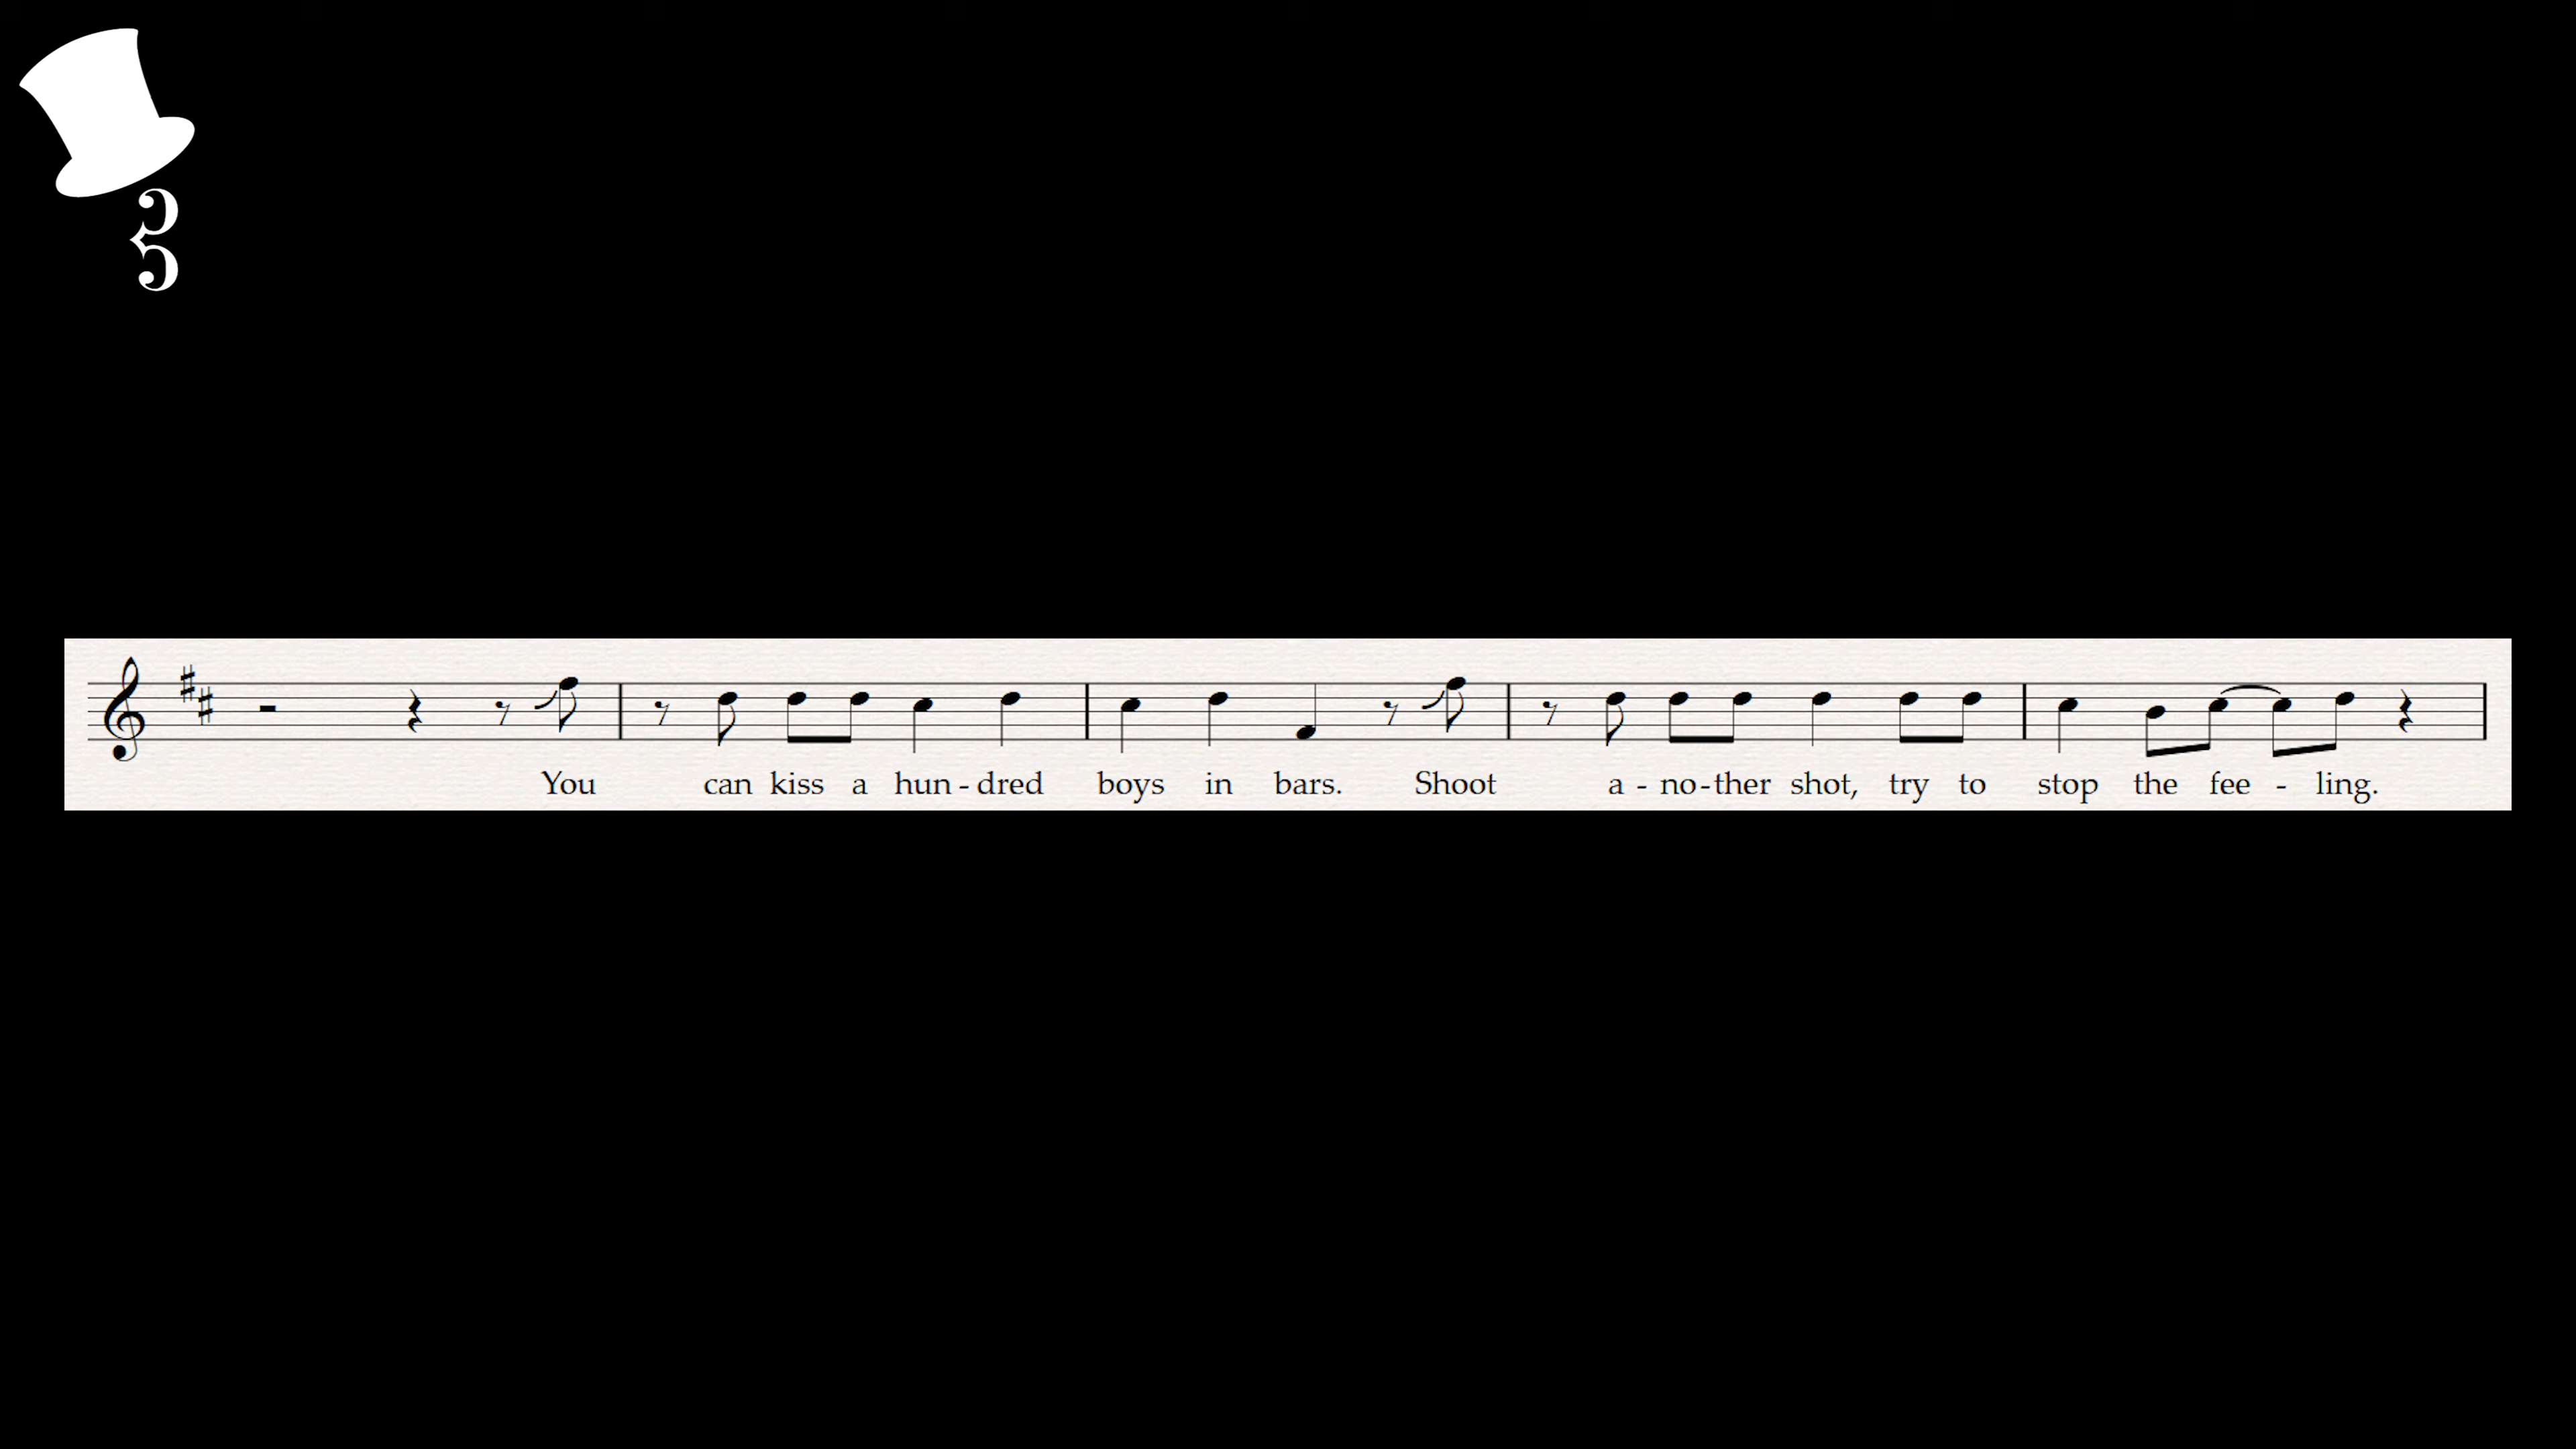 You can kiss a hun - dred boys in bars. Shoot a - no - ther shot, try to stop the fee - ling.